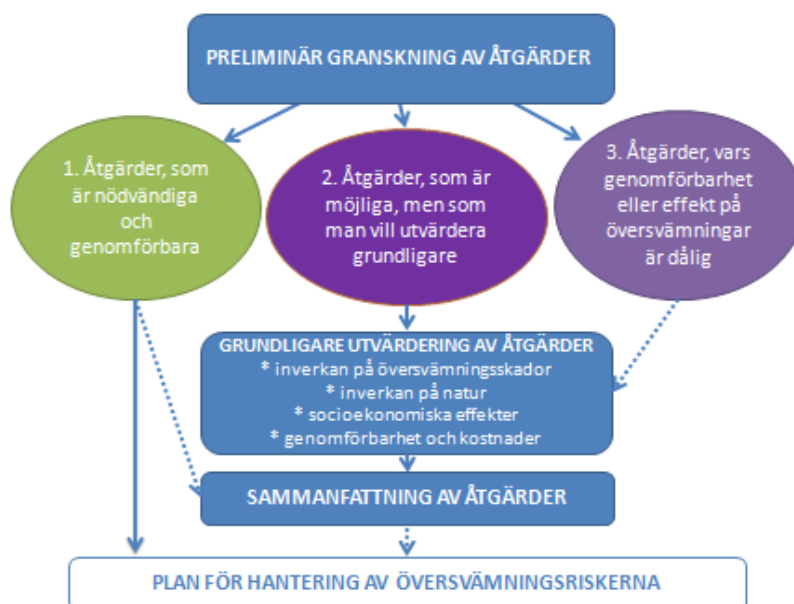 PRELIMINÄR GRANSKNING AV ÅTGÄRDER
1. Åtgärder, som
är nödvändiga
och
genomförbara
2. Åtgärder, som är
möjliga, men som
man vill utvärdera
grundligare
3. Åtgärder, vars
genomförbarhet
eller effekt på
översvämningar
är dålig
GRUNDLIGARE UTVÄRDERING AV ÅTGÄRDER
* inverkan på översvämningsskador
* inverkan på natur
* socioekonomiska effekter
* genomförbarhet och kostnader
SAMMANFATTNING AV ÅTGÄRDER
PLAN FÖR HANTERING AV ÖVERSVÄMNINGSRISKERNA